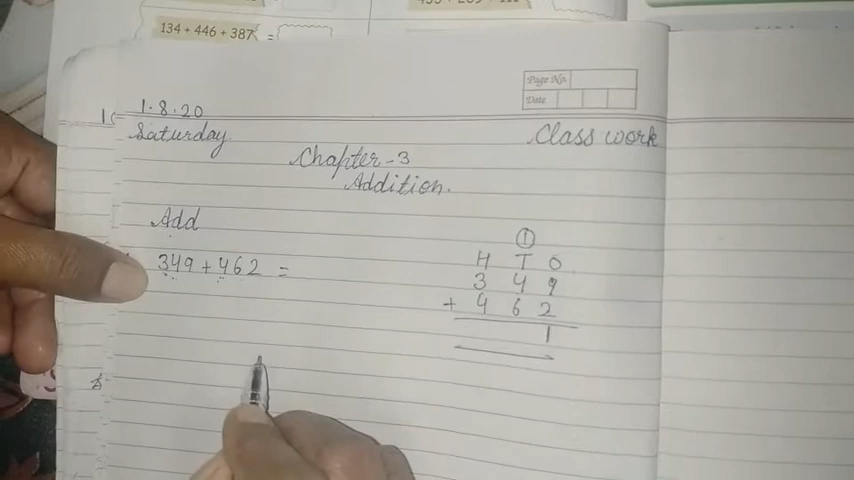 134 + 446 + 387 =
Page No.
Date
1.8.20
Saturday
Class work
Chapter-3
Addition.
Add
349 + 462 =
1
H T O
3 4 9
+ 4 6 2
1